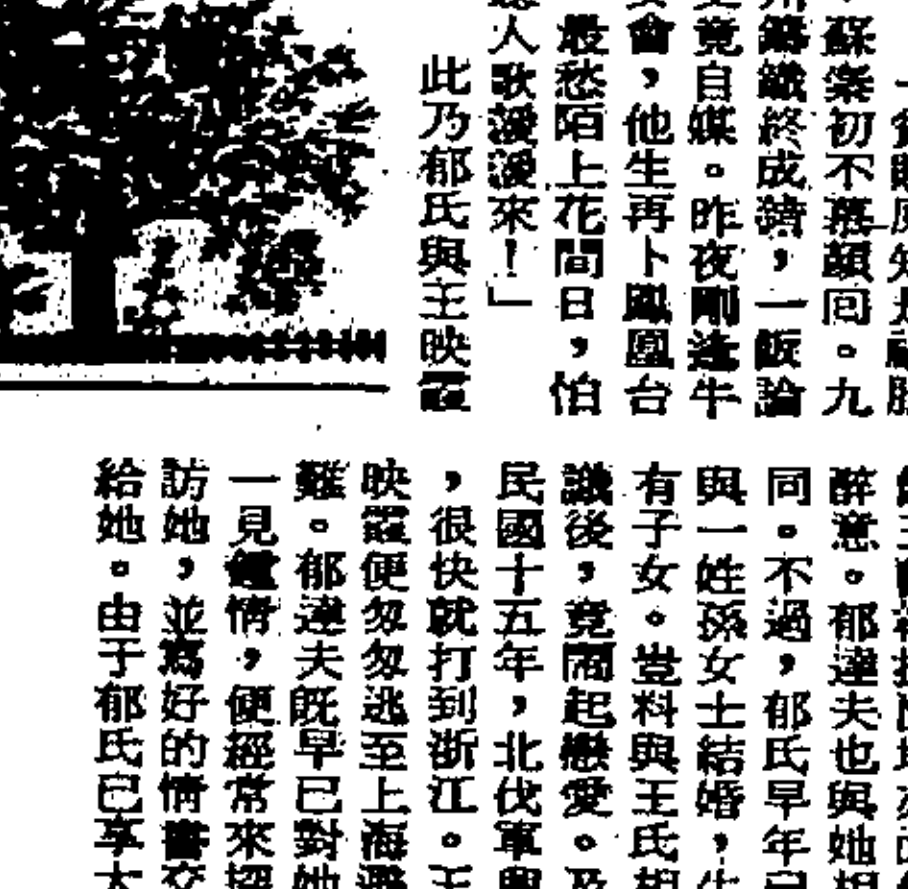 蘇秦初不慕顏回。九
州鑄鐵終成錯，一飯論
竟自媒。昨夜剛逢牛
女會，他生再卜鳳凰台
最愁陌上花間日，怕
聽人歌緩緩來！」
此乃郁氏與王映霞
醉意。郁達夫也與她相
同。不過，郁氏早年已
與一姓孫女士結婚，生
有子女。豈料與王氏相
識後，竟鬧起戀愛。及
民國十五年，北伐軍興
，很快就打到浙江。王
映霞便匆匆逃至上海避
難。郁達夫既早已對她
一見鍾情，便經常來探
訪她，並寫好的情書交
給她。由于郁氏已享大